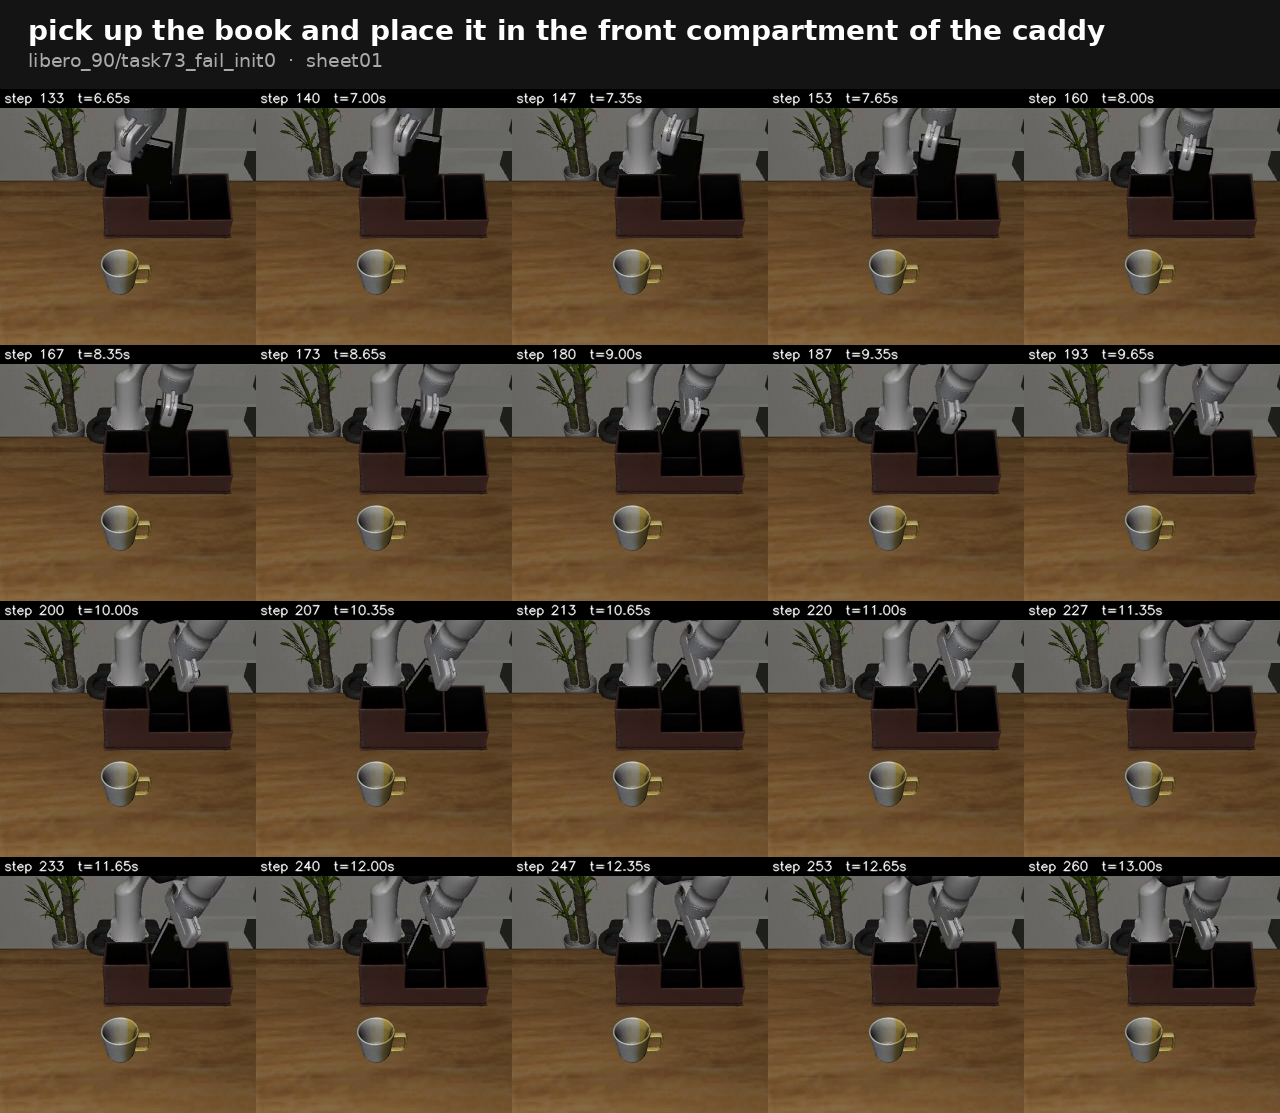 pick up the book and place it in the front compartment of the caddy
libero_90/task73_fail_init0 · sheet01
step 133 t=6.65s
step 140 t=7.00s
step 147 t=7.35s
step 153 t=7.65s
step 160 t=8.00s
step 167 t=8.35s
step 173 t=8.65s
step 180 t=9.00s
step 187 t=9.35s
step 193 t=9.65s
step 200 t=10.00s
step 207 t=10.35s
step 213 t=10.65s
step 220 t=11.00s
step 227 t=11.35s
step 233 t=11.65s
step 240 t=12.00s
step 247 t=12.35s
step 253 t=12.65s
step 260 t=13.00s